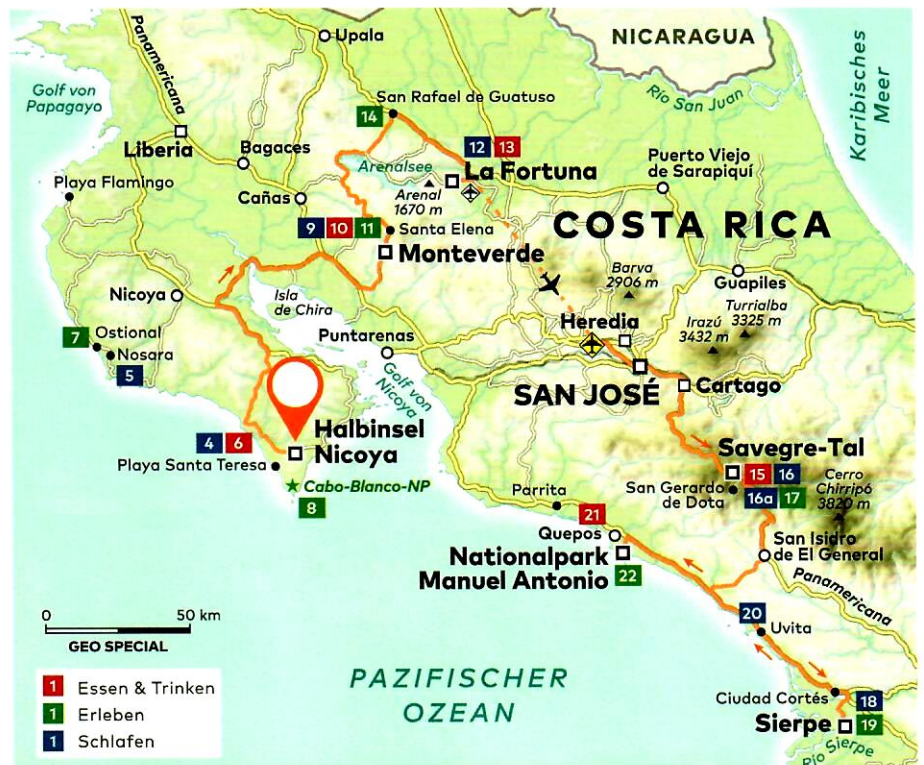 NICARAGUA
Panamericana
Upala
Río San Juan
Karibisches
Meer
Golf von
Papagayo
San Rafael de Guatuso
14
12 13
Liberia
Bagaces
Arenalsee
La Fortuna
Puerto Viejo
de Sarapiquí
Playa Flamingo
Cañas
Arenal
1670 m
9 10 11
Santa Elena
COSTA RICA
Monteverde
Barva
2906 m
Guapiles
Nicoya
Isla
de Chira
Turrialba
3325 m
Irazú
3432 m
Heredia
7
Ostional
Nosara
5
Puntarenas
Golf von
Nicoya
SAN JOSÉ
Cartago
Halbinsel
Nicoya
4 6
Playa Santa Teresa
Cabo-Blanco-NP
8
Savegre-Tal
15 16
San Gerardo
de Dota
16a 17
Cerro
Chirripó
3820 m
Parrita
21
Quepos
Nationalpark
Manuel Antonio
22
San Isidro
de El General
Panamericana
0 50 km
GEO SPECIAL
20
Uvita
1 Essen & Trinken
1 Erleben
1 Schlafen
PAZIFISCHER
OZEAN
Ciudad Cortés
18
Sierpe
19
Río Sierpe